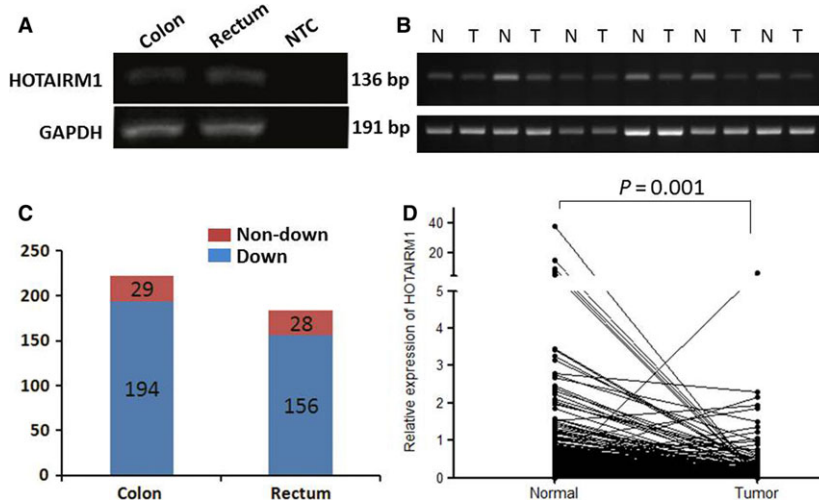 A
Colon Rectum NTC
HOTAIRM1 136 bp
GAPDH 191 bp
B
N T N T N T N T N T N T
C
Non-down
Down
250
200
150
100
50
0
29
194
28
156
Colon Rectum
D
P = 0.001
Relative expression of HOTAIRM1
40
20
5
4
3
2
1
0
Normal Tumor